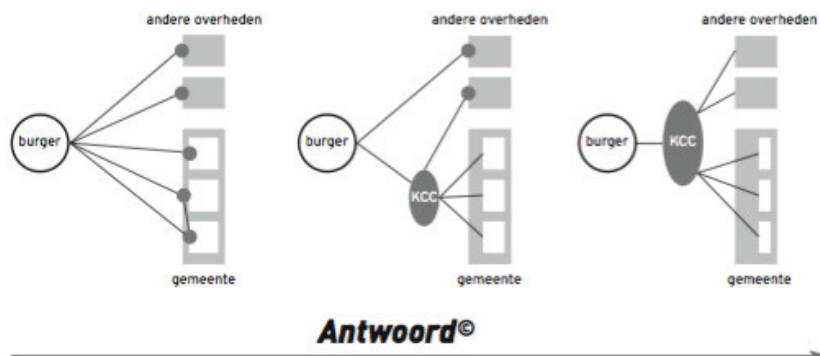 andere overheden
andere overheden
andere overheden
burger
burger
burger
KCC
KCC
gemeente
gemeente
gemeente
Antwoord©